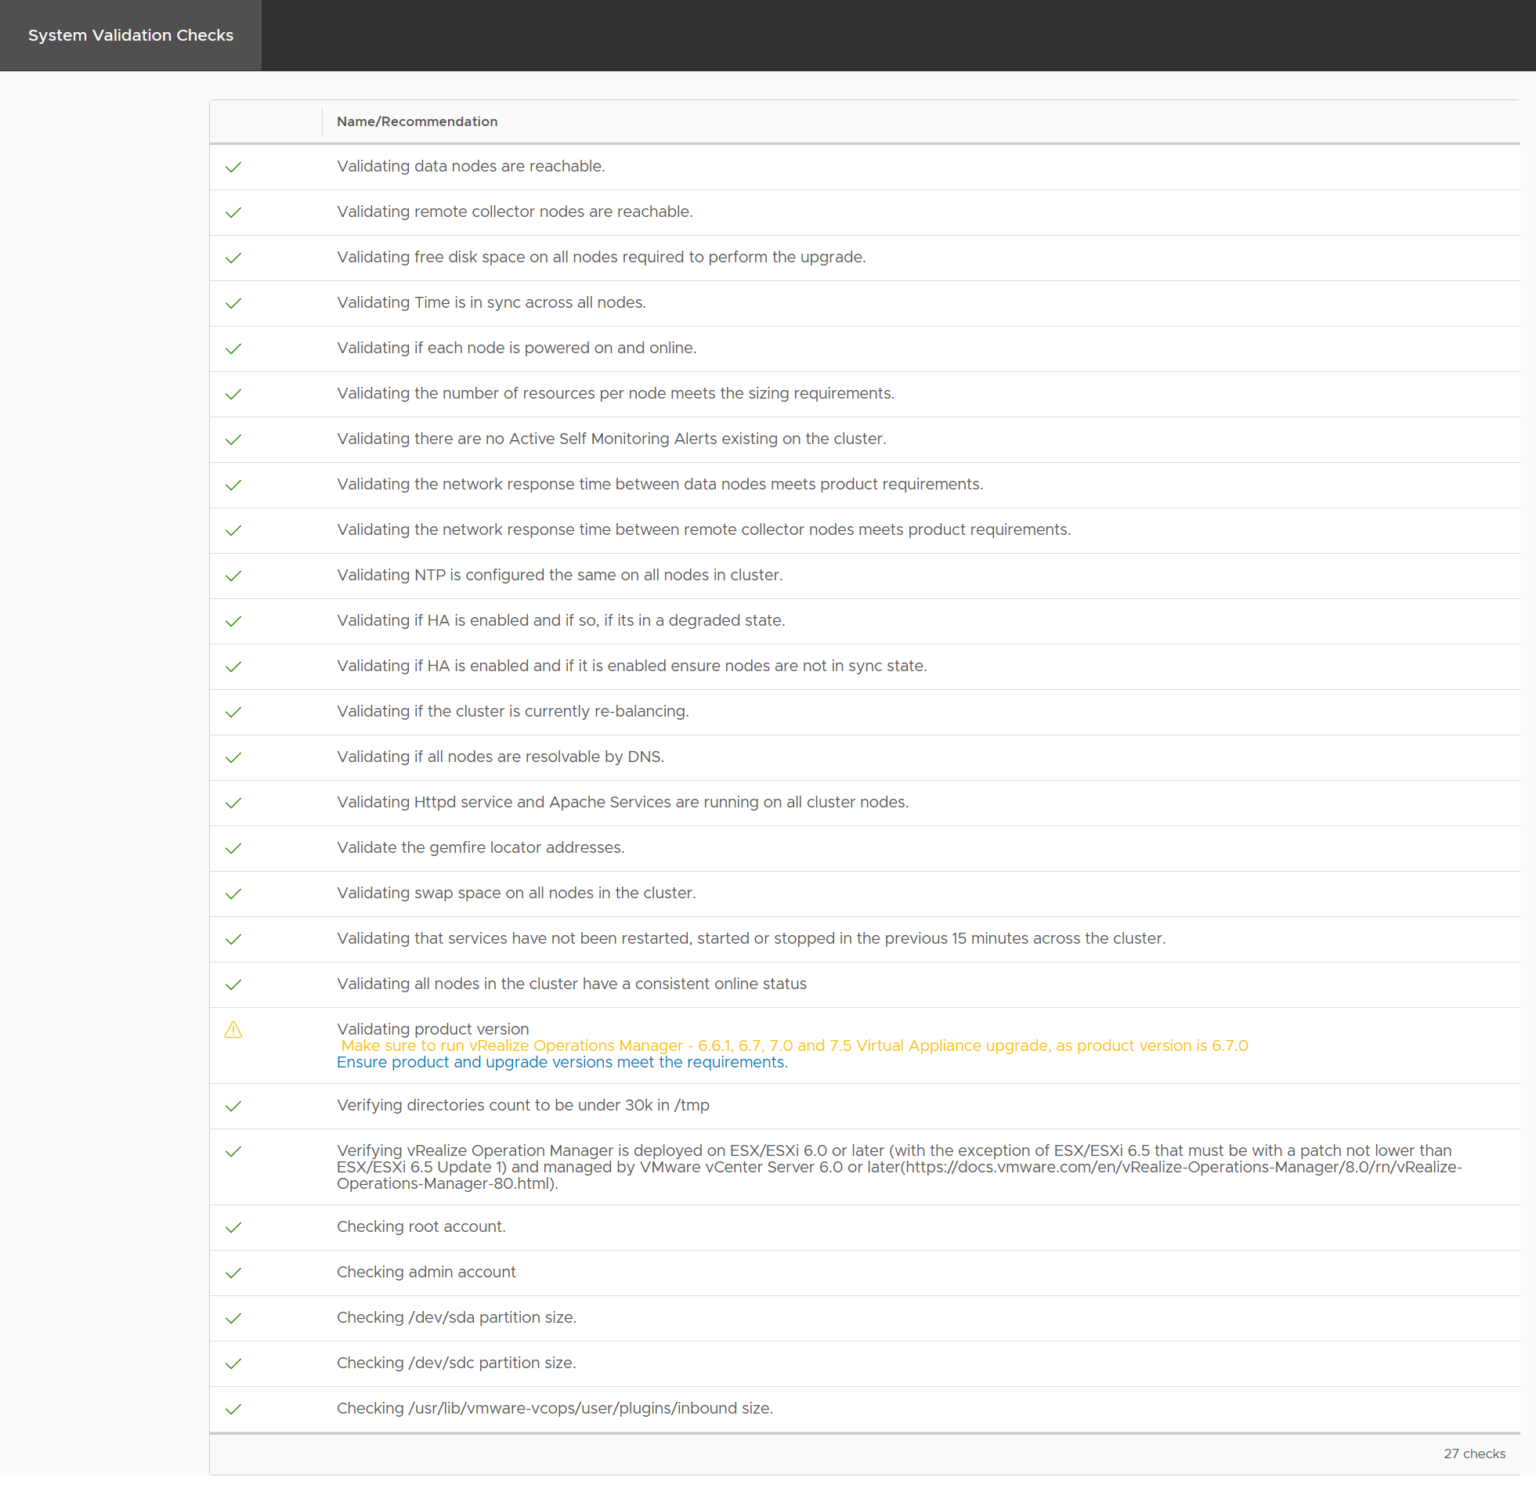 System Validation Checks
Name/Recommendation
Validating data nodes are reachable.
Validating remote collector nodes are reachable.
Validating free disk space on all nodes required to perform the upgrade.
Validating Time is in sync across all nodes.
Validating if each node is powered on and online.
Validating the number of resources per node meets the sizing requirements.
Validating there are no Active Self Monitoring Alerts existing on the cluster.
Validating the network response time between data nodes meets product requirements.
Validating the network response time between remote collector nodes meets product requirements.
Validating NTP is configured the same on all nodes in cluster.
Validating if HA is enabled and if so, if its in a degraded state.
Validating if HA is enabled and if it is enabled ensure nodes are not in sync state.
Validating if the cluster is currently re-balancing.
Validating if all nodes are resolvable by DNS.
Validating Httpd service and Apache Services are running on all cluster nodes.
Validate the gemfire locator addresses.
Validating swap space on all nodes in the cluster.
Validating that services have not been restarted, started or stopped in the previous 15 minutes across the cluster.
Validating all nodes in the cluster have a consistent online status
Validating product version
Make sure to run vRealize Operations Manager - 6.6.1, 6.7, 7.0 and 7.5 Virtual Appliance upgrade, as product version is 6.7.0
Ensure product and upgrade versions meet the requirements.
Verifying directories count to be under 30k in /tmp
Verifying vRealize Operation Manager is deployed on ESX/ESXi 6.0 or later (with the exception of ESX/ESXi 6.5 that must be with a patch not lower than
ESX/ESXi 6.5 Update 1) and managed by VMware vCenter Server 6.0 or later(https://docs.vmware.com/en/vRealize-Operations-Manager/8.0/rn/vRealize-
Operations-Manager-80.html).
Checking root account.
Checking admin account
Checking /dev/sda partition size.
Checking /dev/sdc partition size.
Checking /usr/lib/vmware-vcops/user/plugins/inbound size.
27 checks